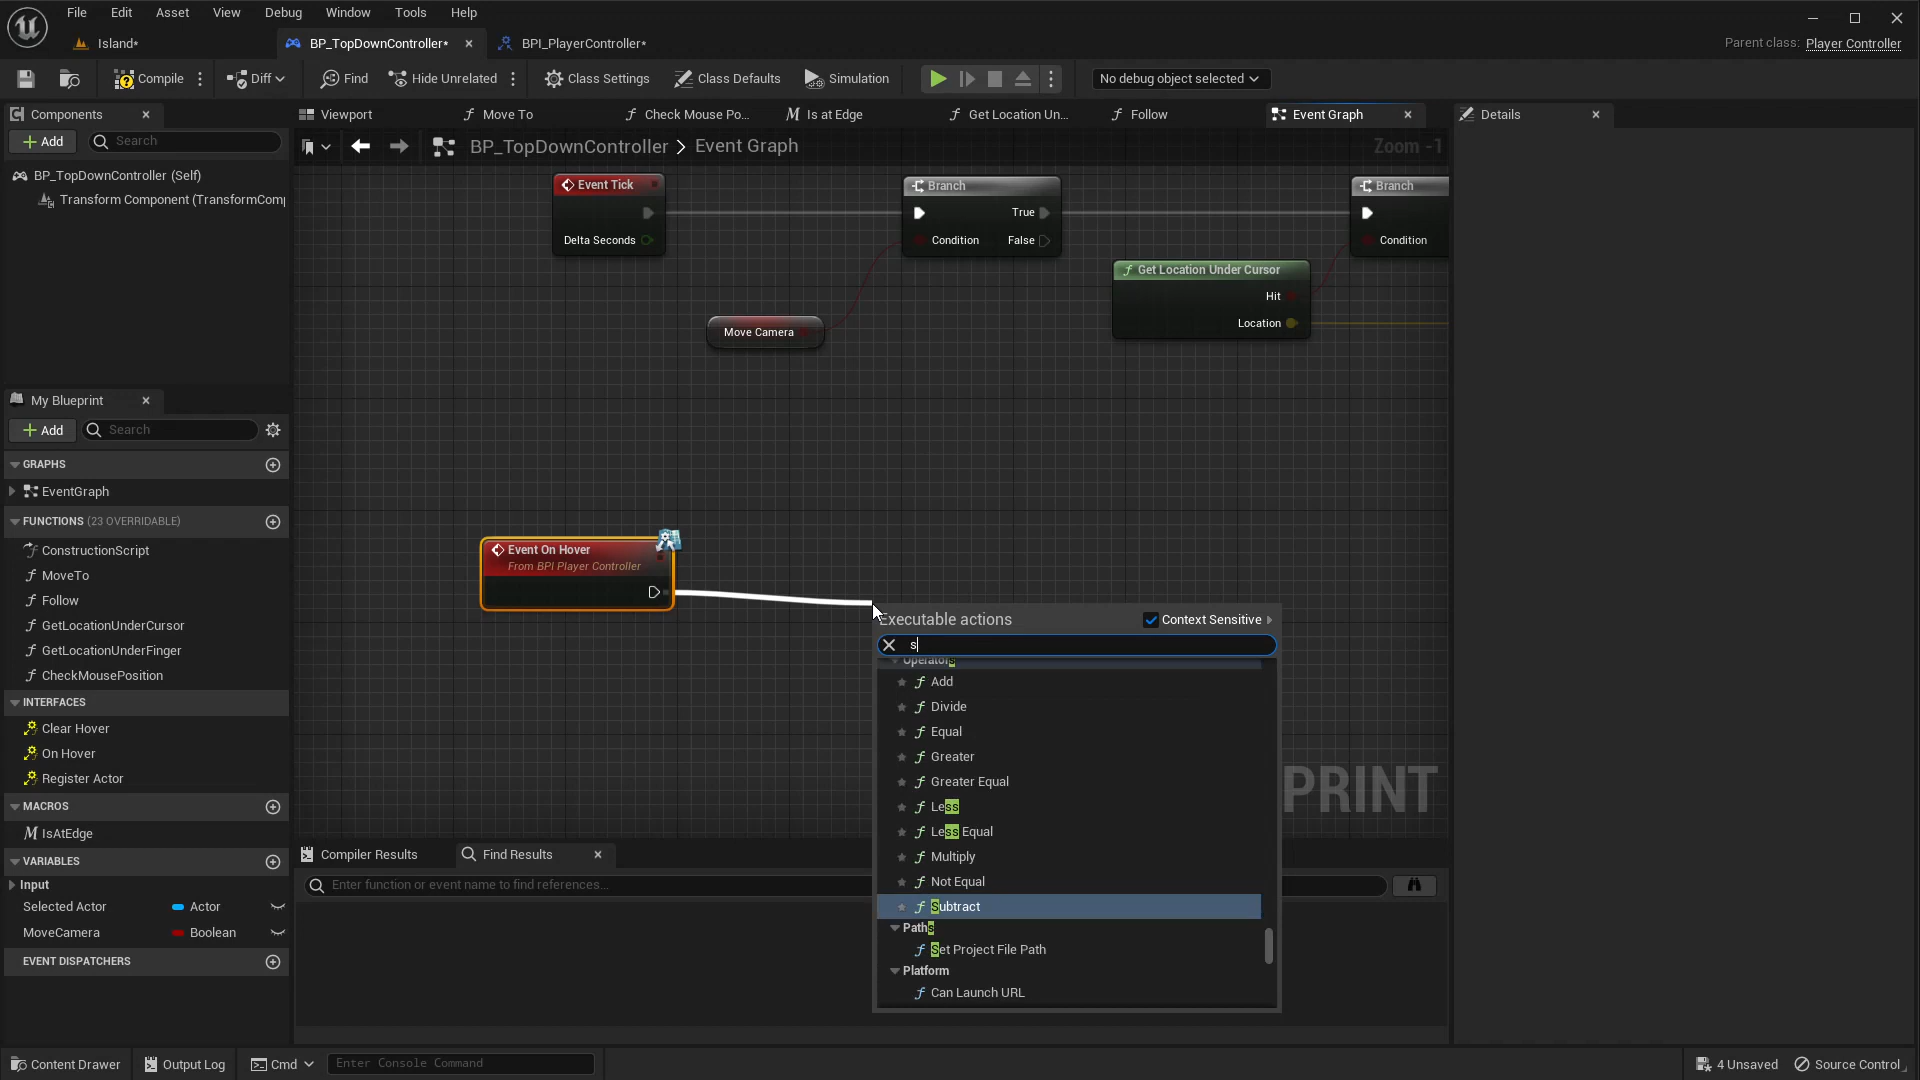 File Edit Asset View Debug Window Tools Help
Island*
BP_TopDownController*
BPI_PlayerController*
Parent class: Player Controller
Compile
Diff
Find
Hide Unrelated
Class Settings
Class Defaults
Simulation
No debug object selected
Components
Add
Search
BP_TopDownController (Self)
Transform Component (TransformComp
My Blueprint
Add
Search
GRAPHS
EventGraph
FUNCTIONS (23 OVERRIDABLE)
ConstructionScript
MoveTo
Follow
GetLocationUnderCursor
GetLocationUnderFinger
CheckMousePosition
INTERFACES
Clear Hover
On Hover
Register Actor
MACROS
IsAtEdge
VARIABLES
Input
Selected Actor Actor
MoveCamera Boolean
EVENT DISPATCHERS
Viewport
Move To
Check Mouse Po...
Is at Edge
Get Location Un...
Follow
Event Graph
Details
BP_TopDownController > Event Graph
Zoom -1
Event Tick
Delta Seconds
Branch
True
Condition False
Branch
Condition
Get Location Under Cursor
Hit
Location
Move Camera
Event On Hover
From BPI Player Controller
Executable actions
Context Sensitive
s
Operators
Add
Divide
Equal
Greater
Greater Equal
Less
Less Equal
Multiply
Not Equal
Subtract
Paths
Set Project File Path
Platform
Can Launch URL
PRINT
Compiler Results
Find Results
Enter function or event name to find references...
Content Drawer
Output Log
Cmd
Enter Console Command
4 Unsaved
Source Control